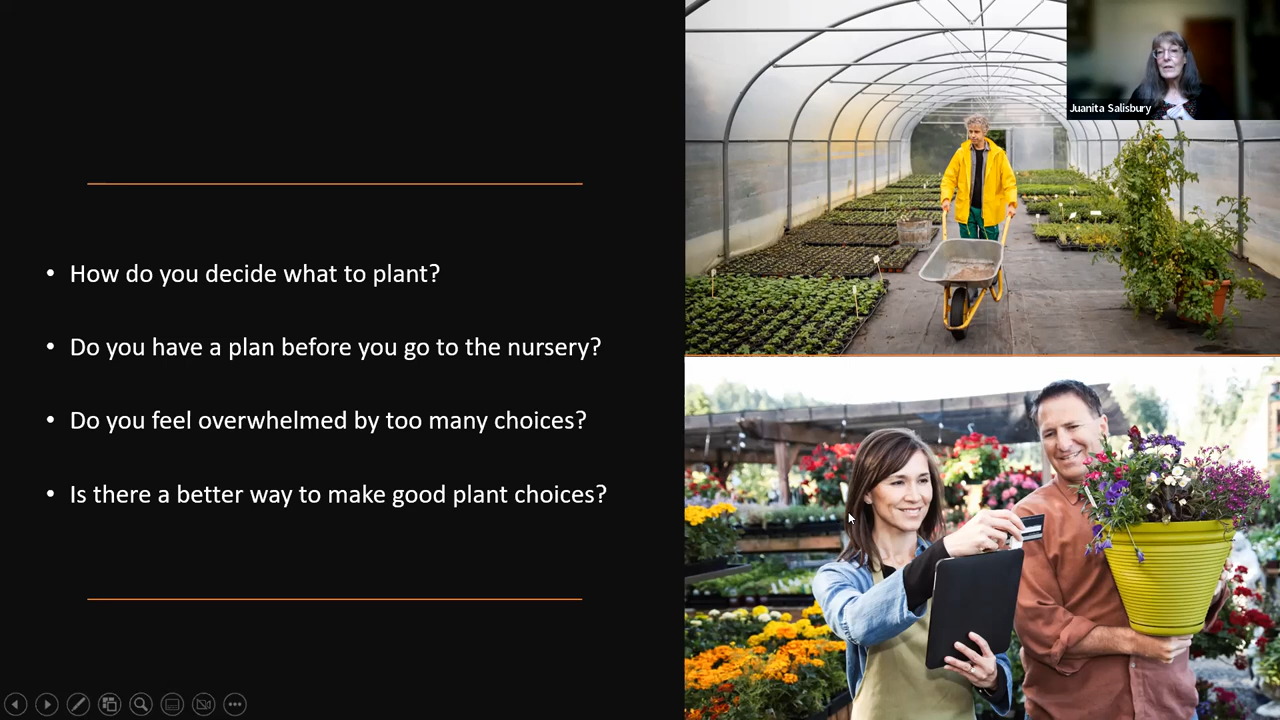 Juanita Salisbury
• How do you decide what to plant?
• Do you have a plan before you go to the nursery?
• Do you feel overwhelmed by too many choices?
• Is there a better way to make good plant choices?